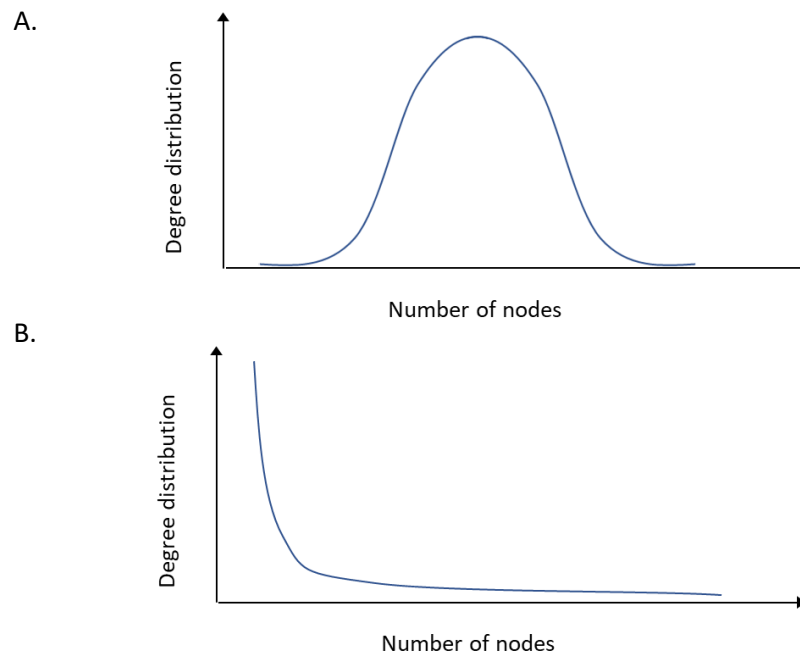 A.
Degree distribution
Number of nodes
B.
Degree distribution
Number of nodes